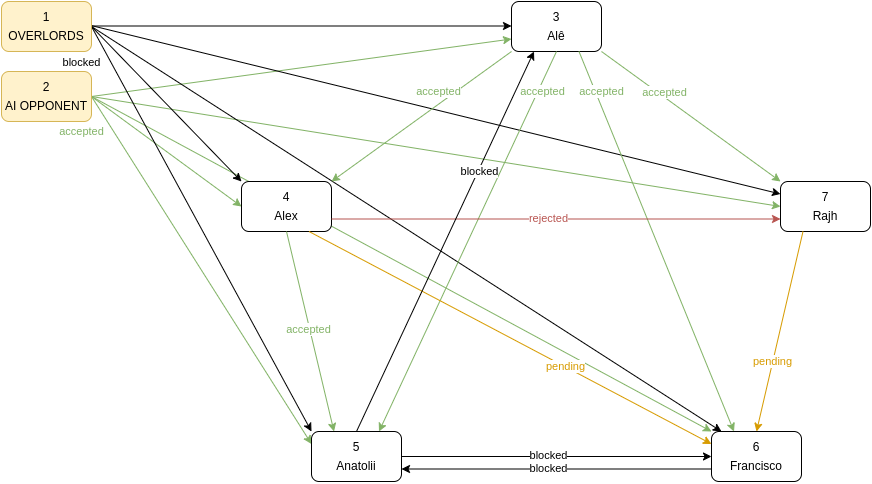 1
OVERLORDS
3
Alê
blocked
2
AI OPPONENT
accepted
accepted
accepted
accepted
accepted
blocked
4
Alex
7
Rajh
rejected
accepted
pending
pending
5
Anatolii
6
Francisco
blocked
blocked